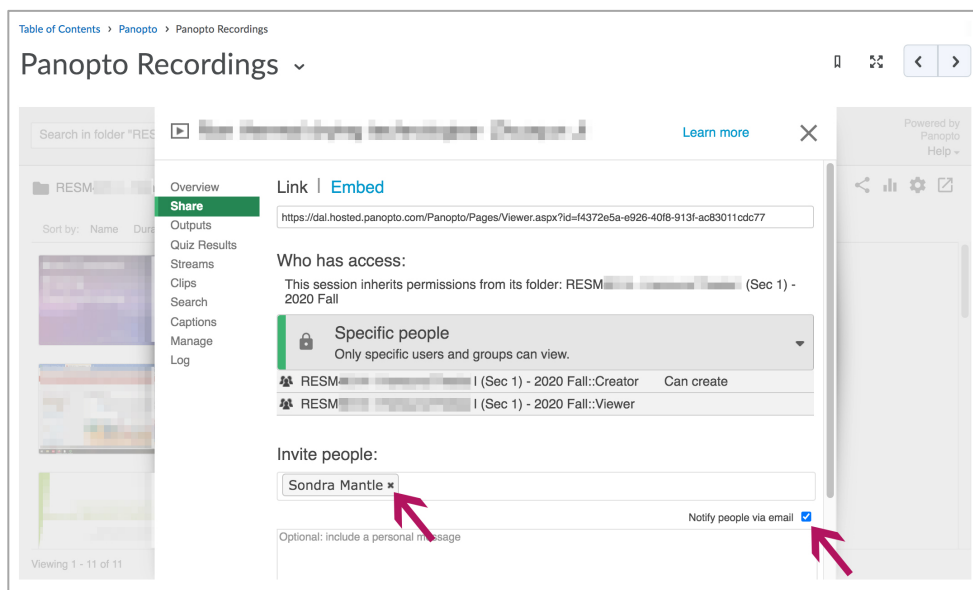 Table of Contents › Panopto › Panopto Recordings
Panopto Recordings
Search in folder "RES
Learn more
Powered by
Panopto
Help
RESM
Sort by: Name Dura
Overview
Share
Outputs
Quiz Results
Streams
Clips
Search
Captions
Manage
Log
Link | Embed
https://dal.hosted.panopto.com/Panopto/Pages/Viewer.aspx?id=f4372e5a-e926-40f8-913f-ac83011cdc77
Who has access:
This session inherits permissions from its folder: RESM (Sec 1) -
2020 Fall
Specific people
Only specific users and groups can view.
RESM I (Sec 1) - 2020 Fall::Creator Can create
RESM I (Sec 1) - 2020 Fall::Viewer
Invite people:
Sondra Mantle ×
Notify people via email
Optional: include a personal message
Viewing 1 - 11 of 11